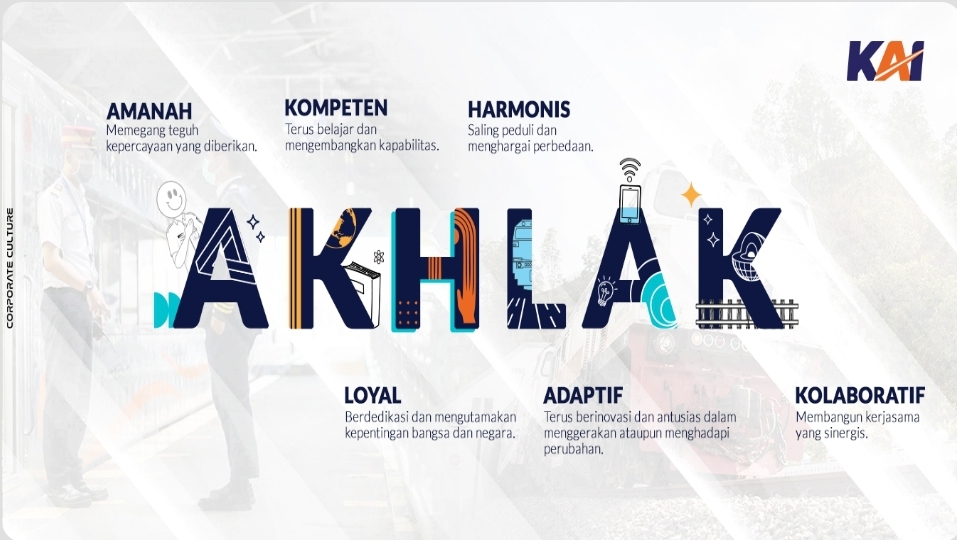 KAI
AMANAH
Memegang teguh
kepercayaan yang diberikan.
KOMPETEN
Terus belajar dan
mengembangkan kapabilitas.
HARMONIS
Saling peduli dan
menghargai perbedaan.
CORPORATE CULTURE
AKHLAK
LOYAL
Berdedikasi dan mengutamakan
kepentingan bangsa dan negara.
ADAPTIF
Terus berinovasi dan antusias dalam
menggerakan ataupun menghadapi
perubahan.
KOLABORATIF
Membangun kerjasama
yang sinergis.